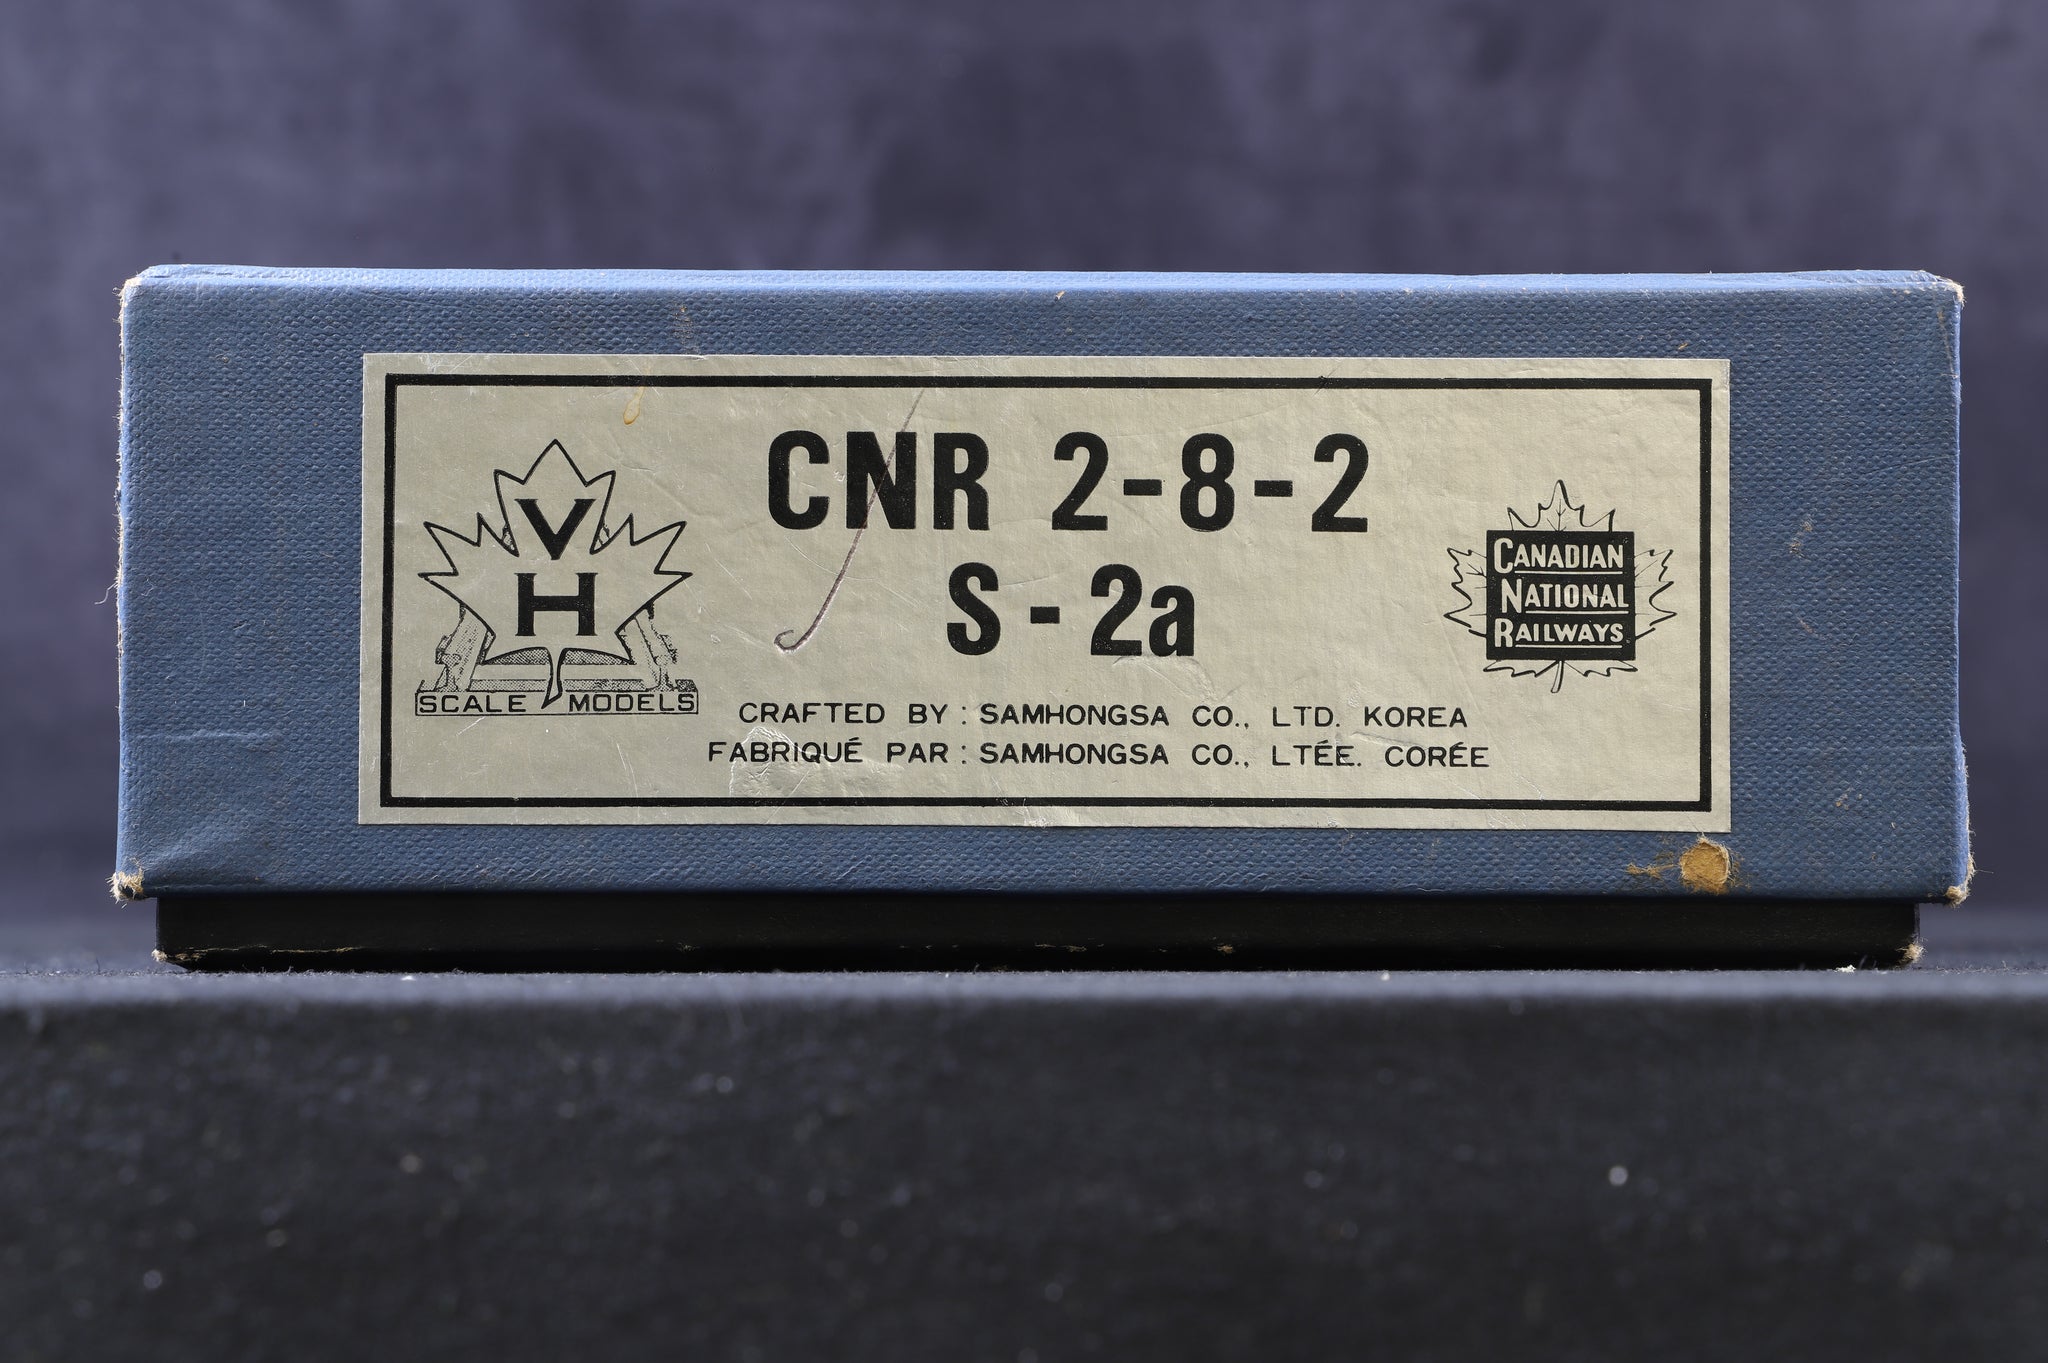 V
H
SCALE MODELS
CNR 2-8-2
S-2a
CRAFTED BY : SAMHONGSA CO., LTD. KOREA
FABRIQUÉ PAR : SAMHONGSA CO., LTÉE. CORÉE
CANADIAN
NATIONAL
RAILWAYS